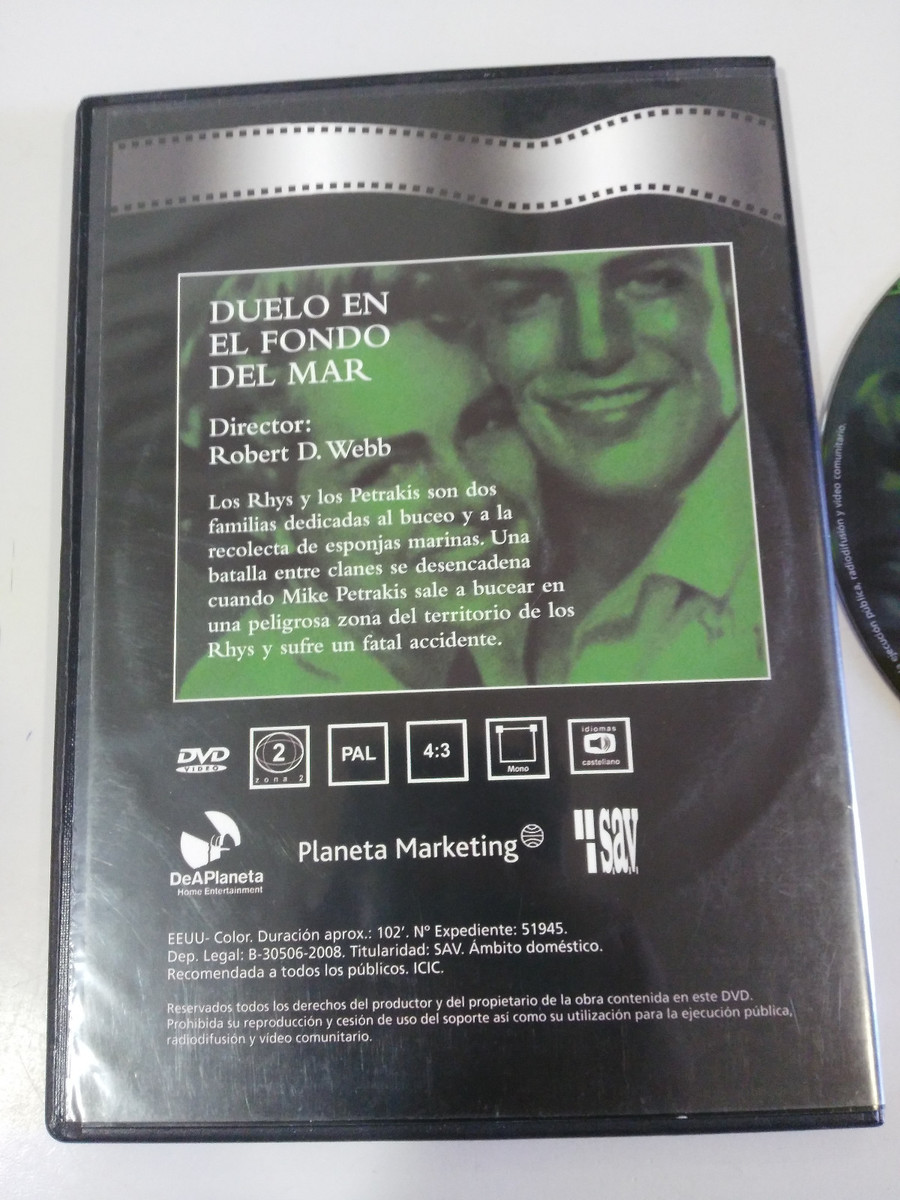 DUELO EN
EL FONDO
DEL MAR
Director:
Robert D. Webb
Los Rhys y los Petrakis son dos
familias dedicadas al buceo y a la
recolecta de esponjas marinas. Una
batalla entre clanes se desencadena
cuando Mike Petrakis sale a bucear en
una peligrosa zona del territorio de los
Rhys y sufre un fatal accidente.
DVD
VIDEO
2
zona 2
PAL
4:3
Mono
idiomas
castellano
DeAPlaneta
Home Entertainment
Planeta Marketing
s.a.v.
EEUU- Color. Duración aprox.: 102’. Nº Expediente: 51945.
Dep. Legal: B-30506-2008. Titularidad: SAV. Ámbito doméstico.
Recomendada a todos los públicos. ICIC.
Reservados todos los derechos del productor y del propietario de la obra contenida en este DVD.
Prohibida su reproducción y cesión de uso del soporte así como su utilización para la ejecución pública,
radiodifusión y vídeo comunitario.
ejecución pública, radiodifusión y vídeo comunitario.